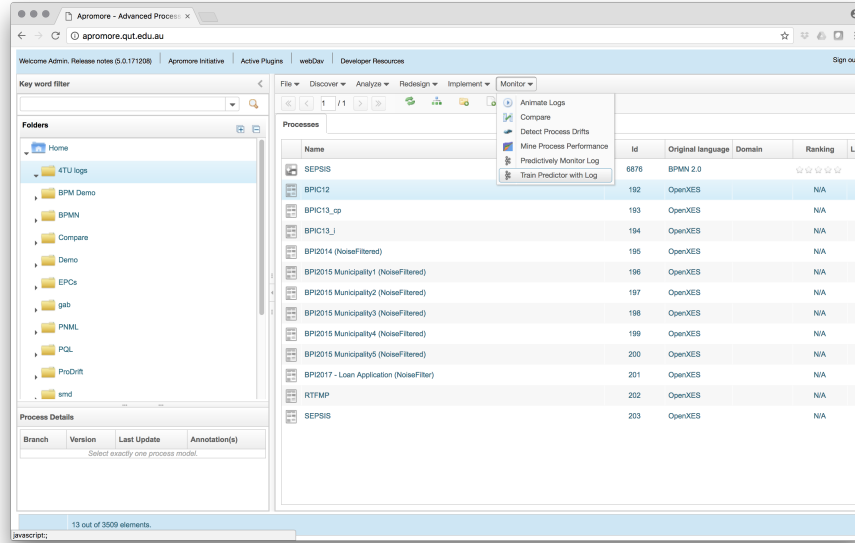 Apromore - Advanced Process
apromore.qut.edu.au
Welcome Admin. Release notes (5.0.171208) Apromore Initiative Active Plugins webDav Developer Resources Sign ou
Key word filter
File Discover Analyze Redesign Implement Monitor
1 / 1
Animate Logs
Compare
Detect Process Drifts
Mine Process Performance
Predictively Monitor Log
Train Predictor with Log
Folders
Home
4TU logs
BPM Demo
BPMN
Compare
Demo
EPCs
gab
PNML
PQL
ProDrift
smd
Processes
Name Id Original language Domain Ranking L
SEPSIS 6876 BPMN 2.0
BPIC12 192 OpenXES N/A
BPIC13_cp 193 OpenXES N/A
BPIC13_i 194 OpenXES N/A
BPI2014 (NoiseFiltered) 195 OpenXES N/A
BPI2015 Municipality1 (NoiseFiltered) 196 OpenXES N/A
BPI2015 Municipality2 (NoiseFiltered) 197 OpenXES N/A
BPI2015 Municipality3 (NoiseFiltered) 198 OpenXES N/A
BPI2015 Municipality4 (NoiseFiltered) 199 OpenXES N/A
BPI2015 Municipality5 (NoiseFiltered) 200 OpenXES N/A
BPI2017 - Loan Application (NoiseFilter) 201 OpenXES N/A
RTFMP 202 OpenXES N/A
SEPSIS 203 OpenXES N/A
Process Details
Branch Version Last Update Annotation(s)
Select exactly one process model.
13 out of 3509 elements.
javascript:;